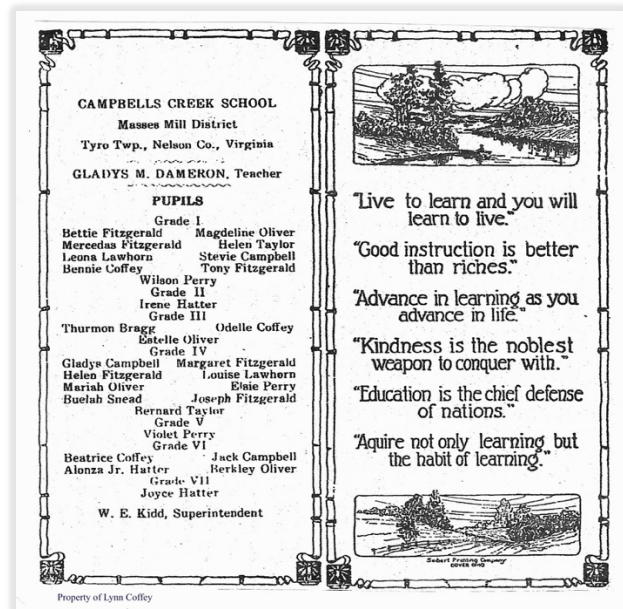 CAMPBELLS CREEK SCHOOL
Masses Mill District
Tyro Twp., Nelson Co., Virginia
GLADYS M. DAMERON, Teacher
PUPILS
Grade I
Bettie Fitzgerald Magdeline Oliver
Mercedas Fitzgerald Helen Taylor
Leona Lawhorn Stevie Campbell
Bennie Coffey Tony Fitzgerald
Wilson Perry
Grade II
Irene Hatter
Grade III
Thurmon Bragg Odelle Coffey
Estelle Oliver
Grade IV
Gladys Campbell Margaret Fitzgerald
Helen Fitzgerald Louise Lawhorn
Mariah Oliver Elsie Perry
Buelah Snead Joseph Fitzgerald
Bernard Taylor
Grade V
Violet Perry
Grade VI
Beatrice Coffey Jack Campbell
Alonza Jr. Hatter Berkley Oliver
Grade VII
Joyce Hatter
W. E. Kidd, Superintendent
Property of Lynn Coffey
"Live to learn and you will
learn to live."
"Good instruction is better
than riches."
"Advance in learning as you
advance in life."
"Kindness is the noblest
weapon to conquer with."
"Education is the chief defense
of nations."
"Aquire not only learning but
the habit of learning."
Seibert Printing Company
DOVER OHIO